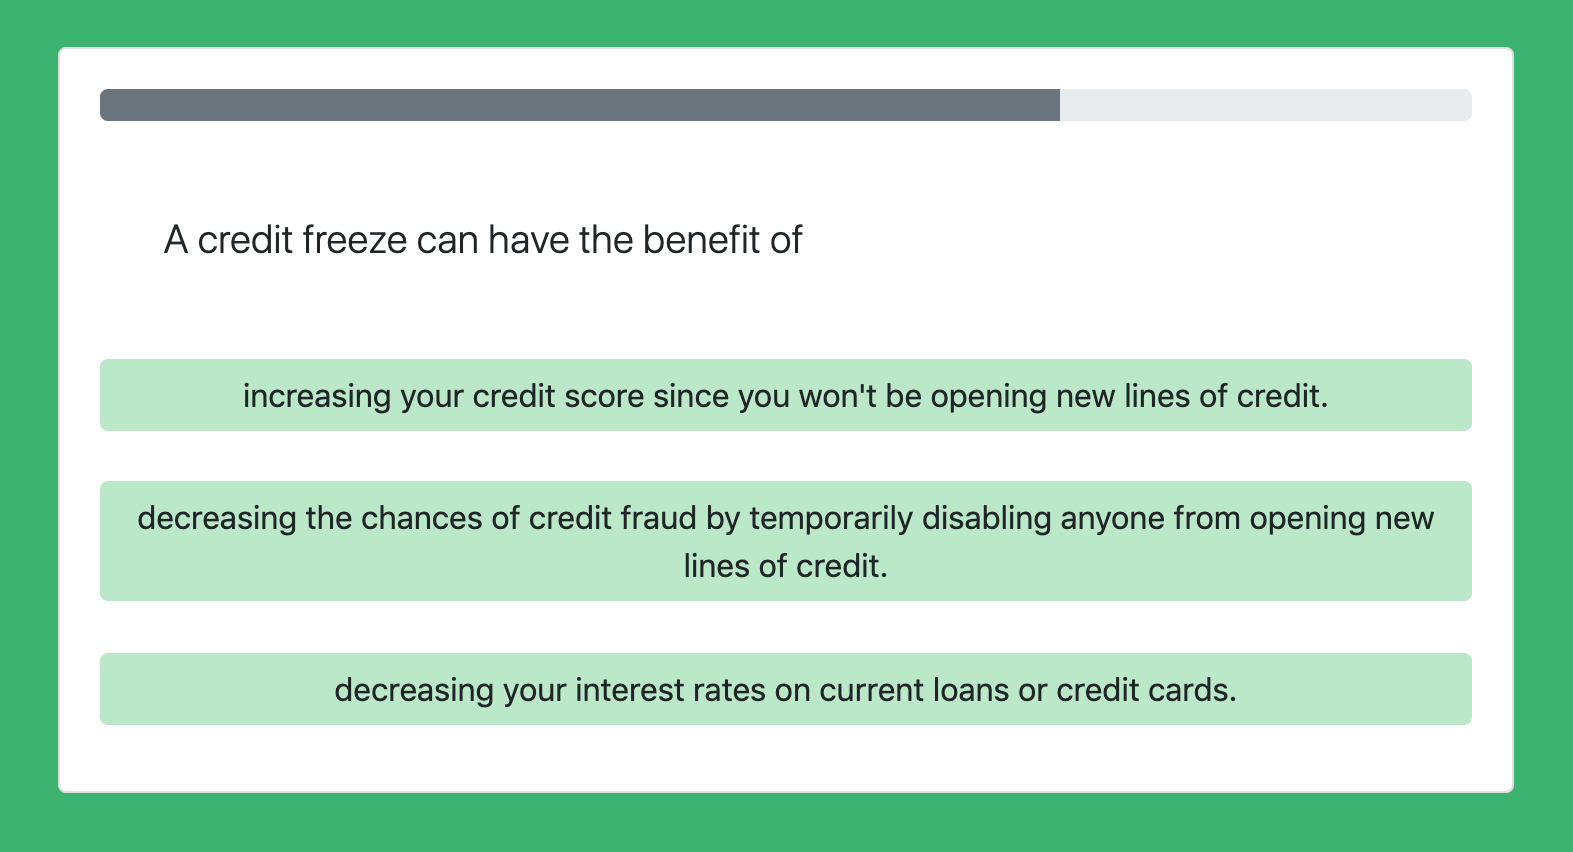 A credit freeze can have the benefit of
increasing your credit score since you won't be opening new lines of credit.
decreasing the chances of credit fraud by temporarily disabling anyone from opening new
lines of credit.
decreasing your interest rates on current loans or credit cards.